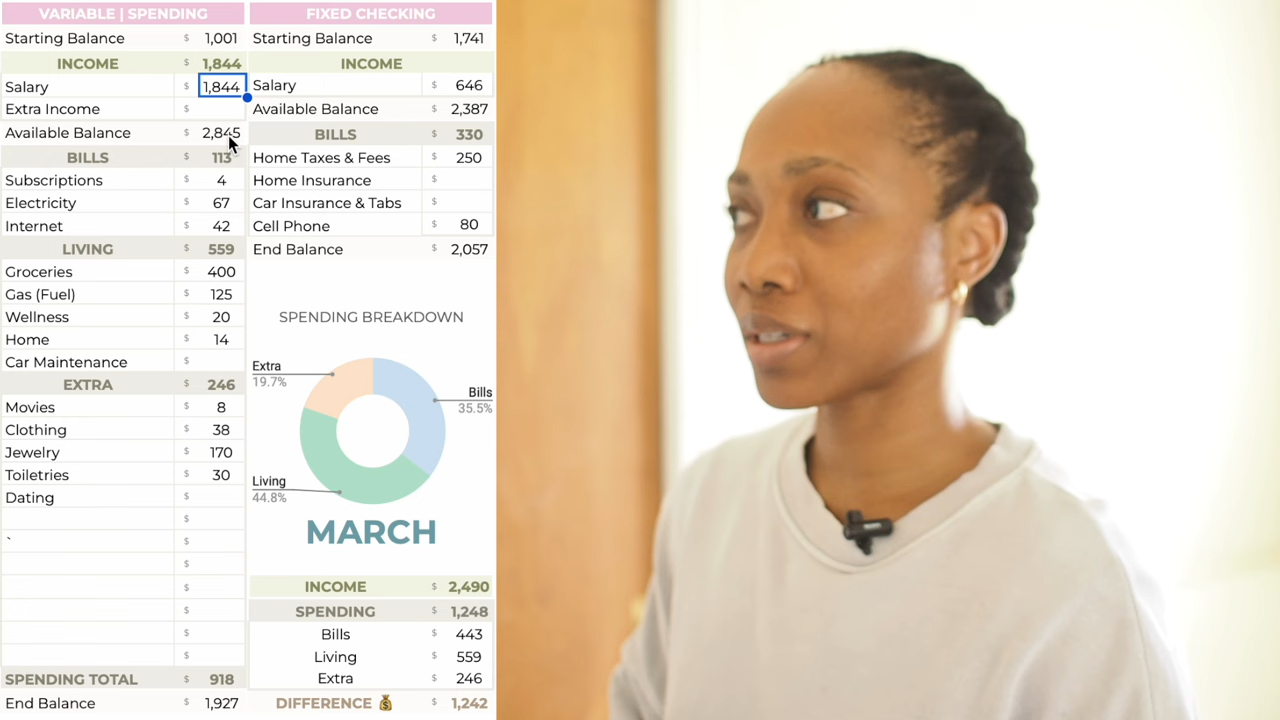 VARIABLE | SPENDING
Starting Balance $ 1,001
INCOME $ 1,844
Salary $ 1,844
Extra Income $
Available Balance $ 2,845
BILLS $ 113
Subscriptions $ 4
Electricity $ 67
Internet $ 42
LIVING $ 559
Groceries $ 400
Gas (Fuel) $ 125
Wellness $ 20
Home $ 14
Car Maintenance $
EXTRA $ 246
Movies $ 8
Clothing $ 38
Jewelry $ 170
Toiletries $ 30
Dating $
$
` $
$
$
$
$
$
SPENDING TOTAL $ 918
End Balance $ 1,927
FIXED CHECKING
Starting Balance $ 1,741
INCOME
Salary $ 646
Available Balance $ 2,387
BILLS $ 330
Home Taxes & Fees $ 250
Home Insurance $
Car Insurance & Tabs $
Cell Phone $ 80
End Balance $ 2,057
SPENDING BREAKDOWN
Extra
19.7%
Bills
35.5%
Living
44.8%
MARCH
INCOME $ 2,490
SPENDING $ 1,248
Bills $ 443
Living $ 559
Extra $ 246
DIFFERENCE 💰 $ 1,242